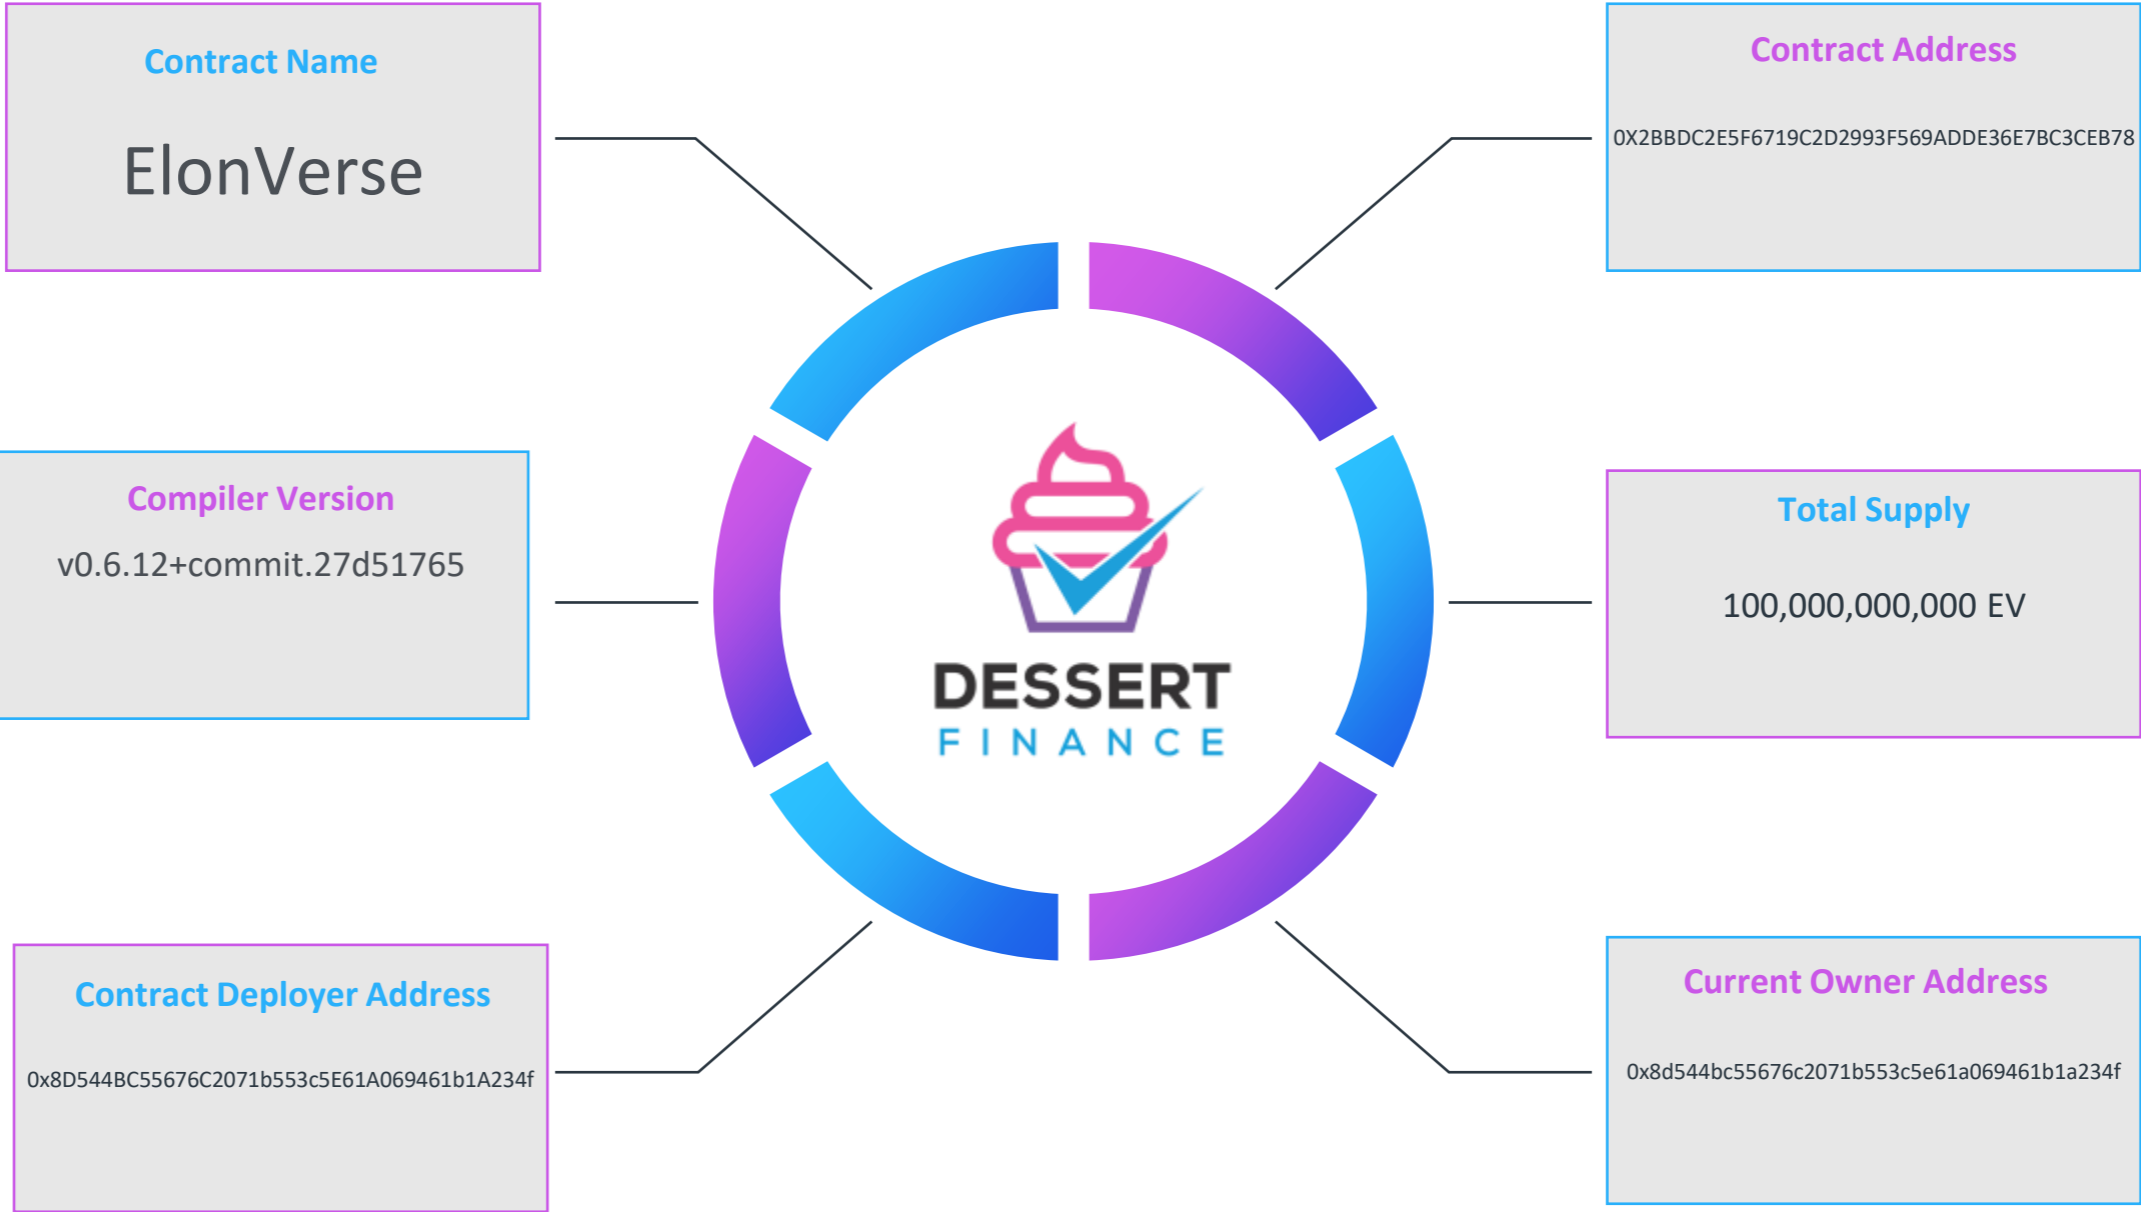 Contract Name
ElonVerse
Contract Address
0X2BBDC2E5F6719C2D2993F569ADDE36E7BC3CEB78
Compiler Version
v0.6.12+commit.27d51765
DESSERT
FINANCE
Total Supply
100,000,000,000 EV
Contract Deployer Address
0x8D544BC55676C2071b553c5E61A069461b1A234f
Current Owner Address
0x8d544bc55676c2071b553c5e61a069461b1a234f